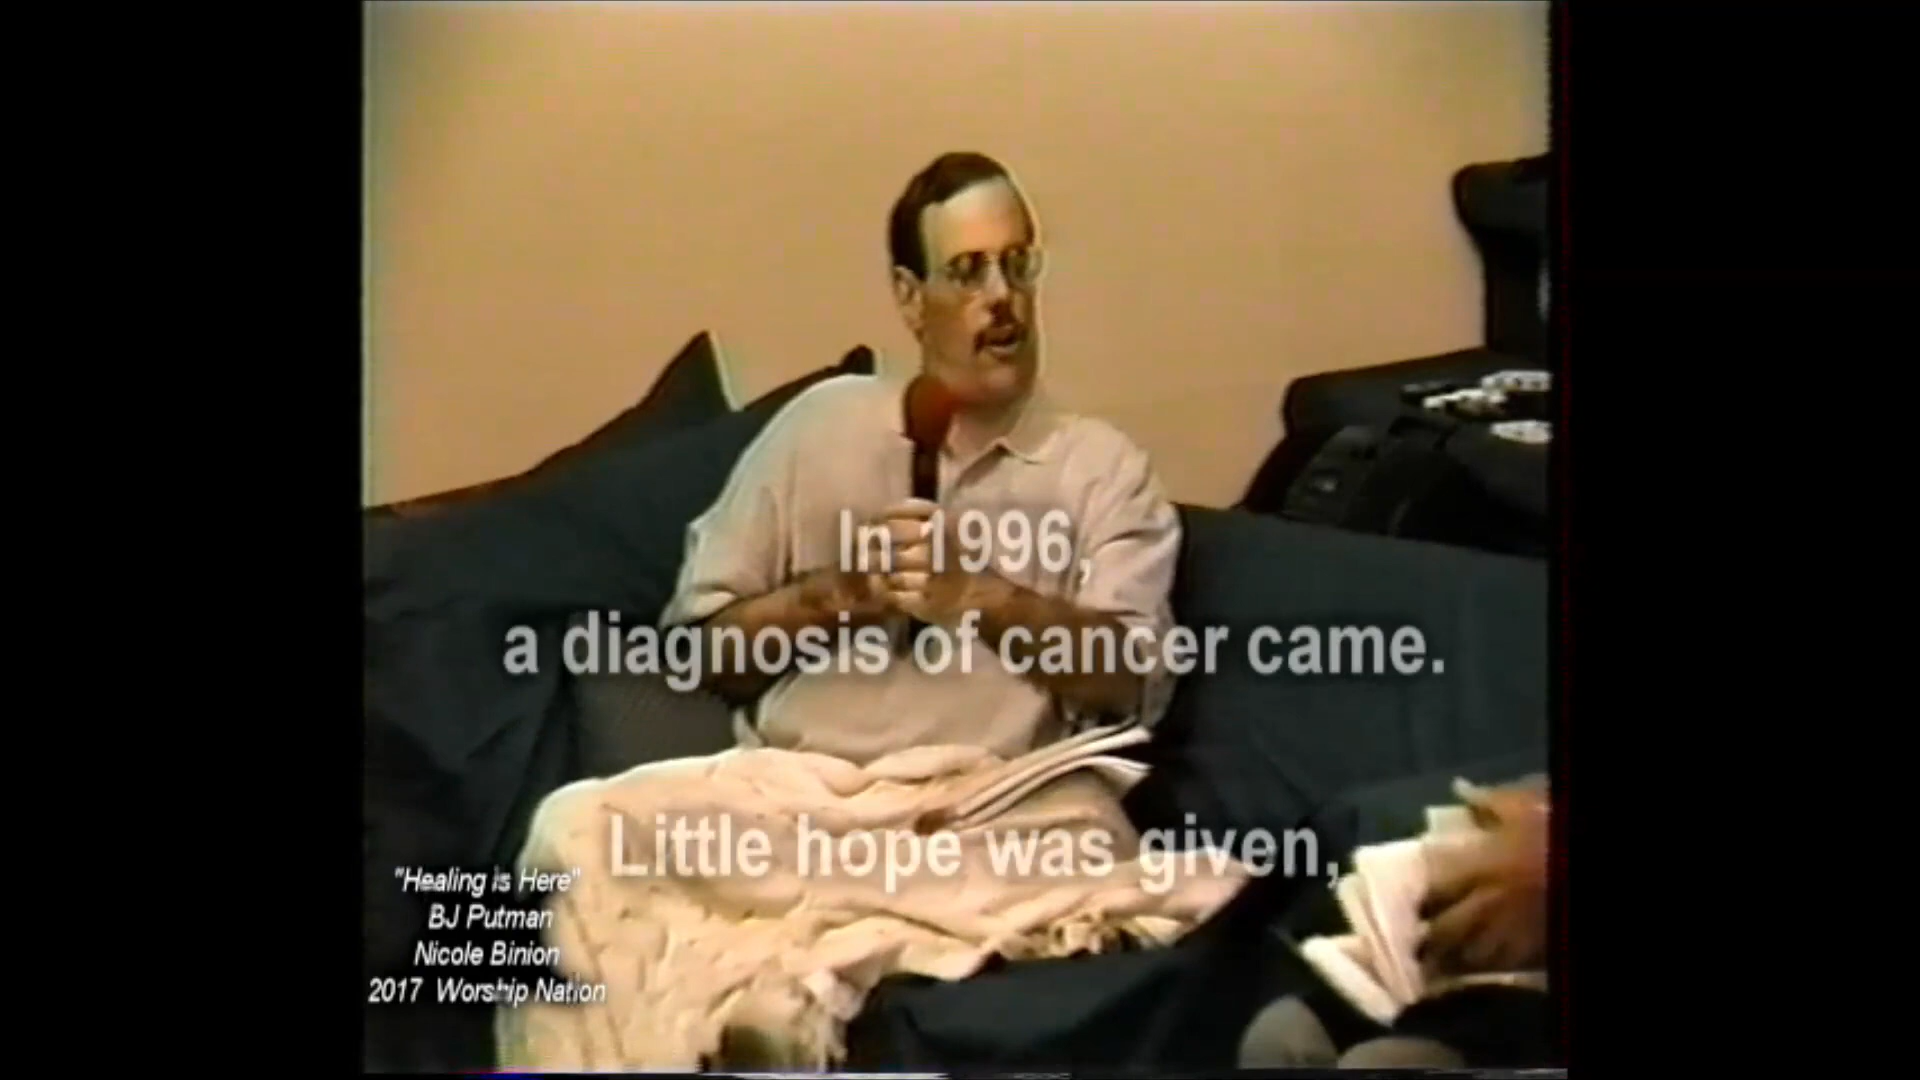 In 1996,
a diagnosis of cancer came.
Little hope was given,
"Healing is Here"
BJ Putman
Nicole Binion
2017 Worship Nation